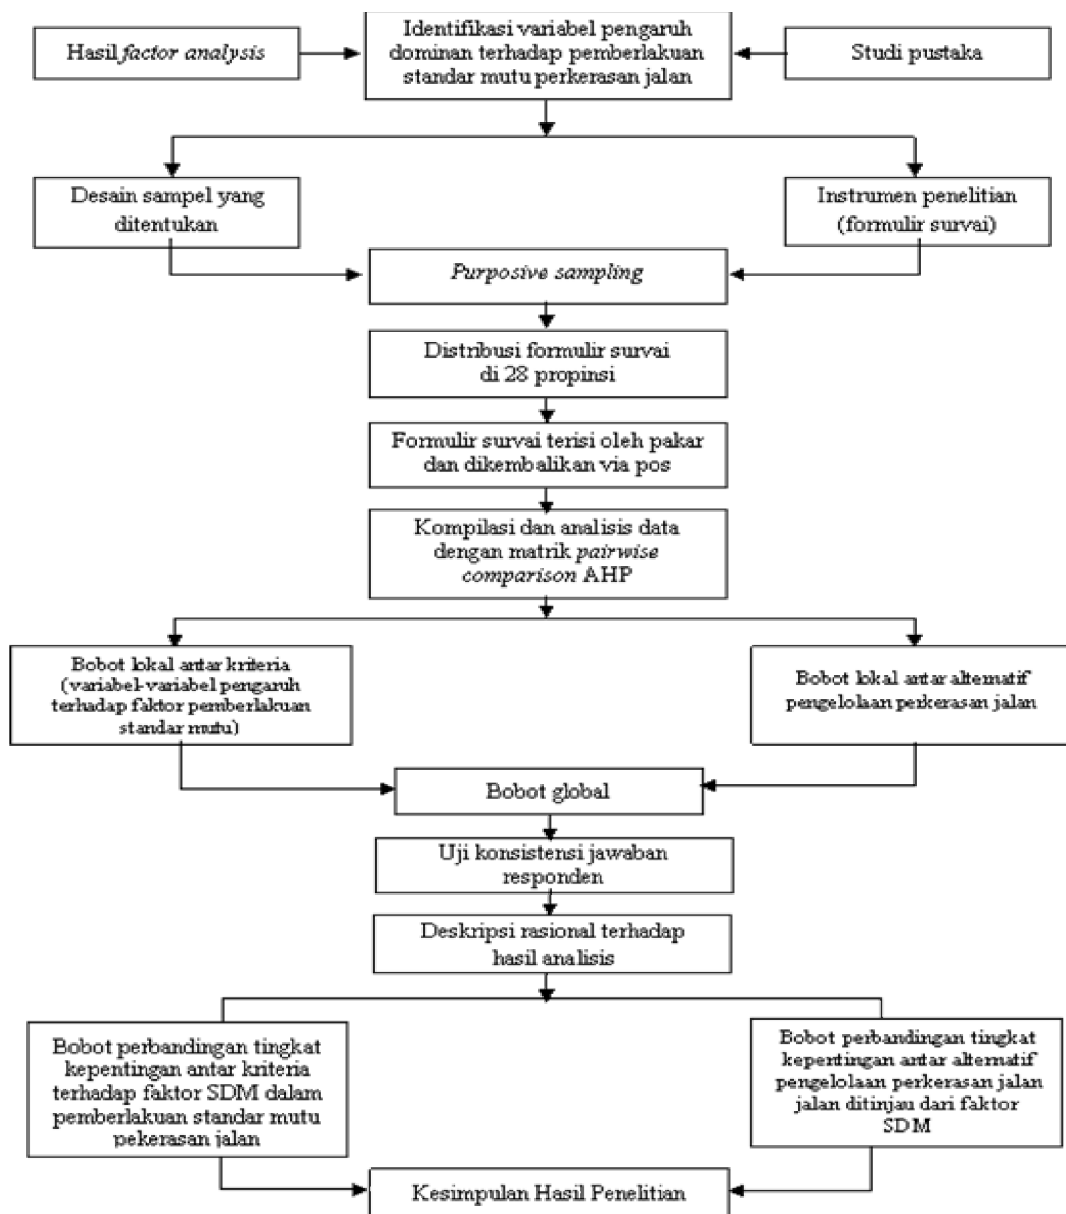 Hasil factor analysis
Identifikasi variabel pengaruh
dominan terhadap pemberlakuan
standar mutu perkerasan jalan
Studi pustaka
Desain sampel yang
ditentukan
Instrumen penelitian
(formulir survai)
Purposive sampling
Distribusi formulir survai
di 28 propinsi
Formulir survai terisi oleh pakar
dan dikembalikan via pos
Kompilasi dan analisis data
dengan matrik pairwise
comparison AHP
Bobot lokal antar kriteria
(variabel-variabel pengaruh
terhadap faktor pemberlakuan
standar mutu)
Bobot lokal antar alternatif
pengelolaan perkerasan jalan
Bobot global
Uji konsistensi jawaban
responden
Deskripsi rasional terhadap
hasil analisis
Bobot perbandingan tingkat
kepentingan antar kriteria
terhadap faktor SDM dalam
pemberlakuan standar mutu
pekerasan jalan
Bobot perbandingan tingkat
kepentingan antar alternatif
pengelolaan perkerasan jalan
jalan ditinjau dari faktor
SDM
Kesimpulan Hasil Penelitian